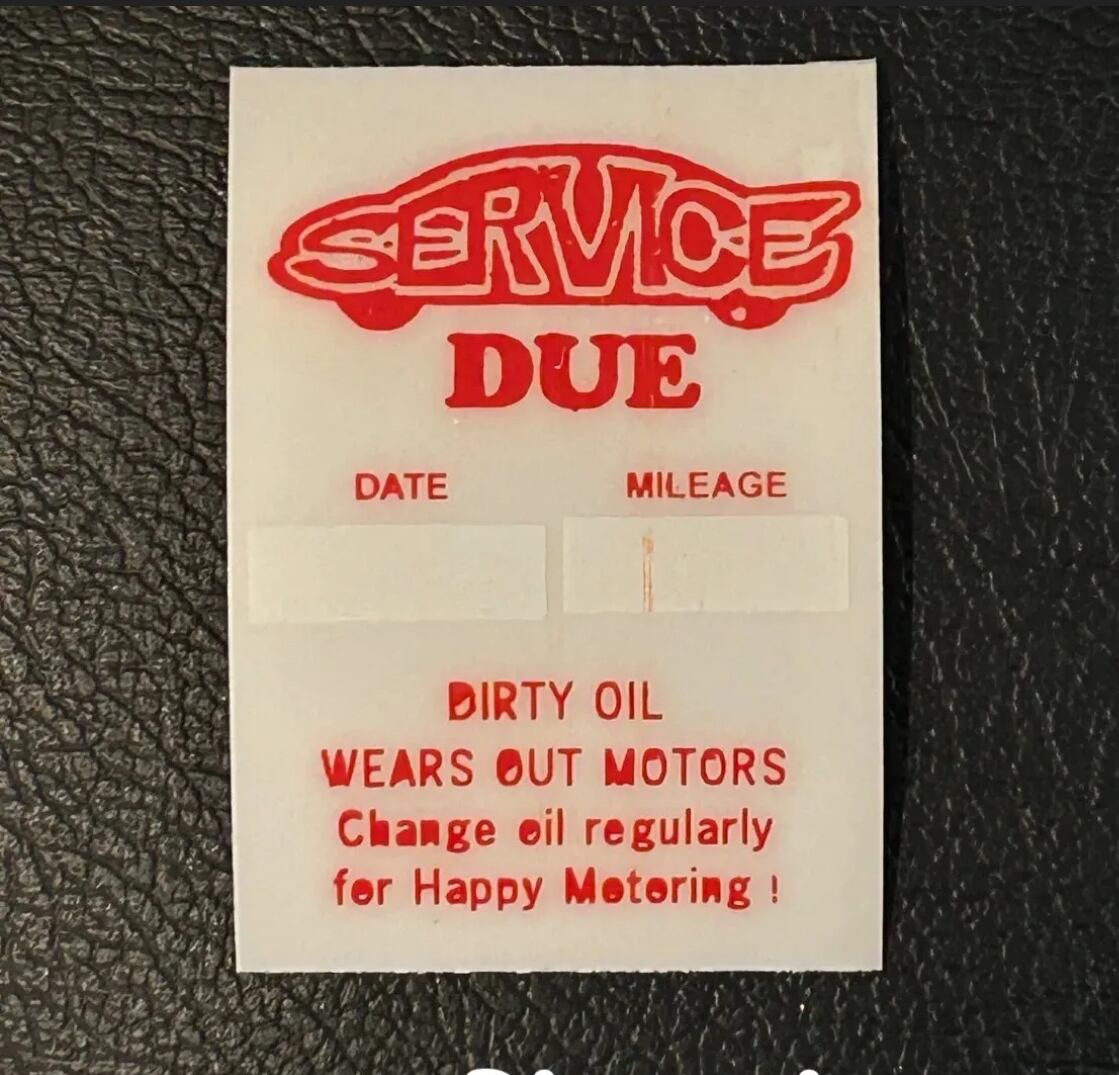 SERVICE
DUE
DATE MILEAGE
DIRTY OIL
WEARS OUT MOTORS
Change oil regularly
for Happy Motoring !